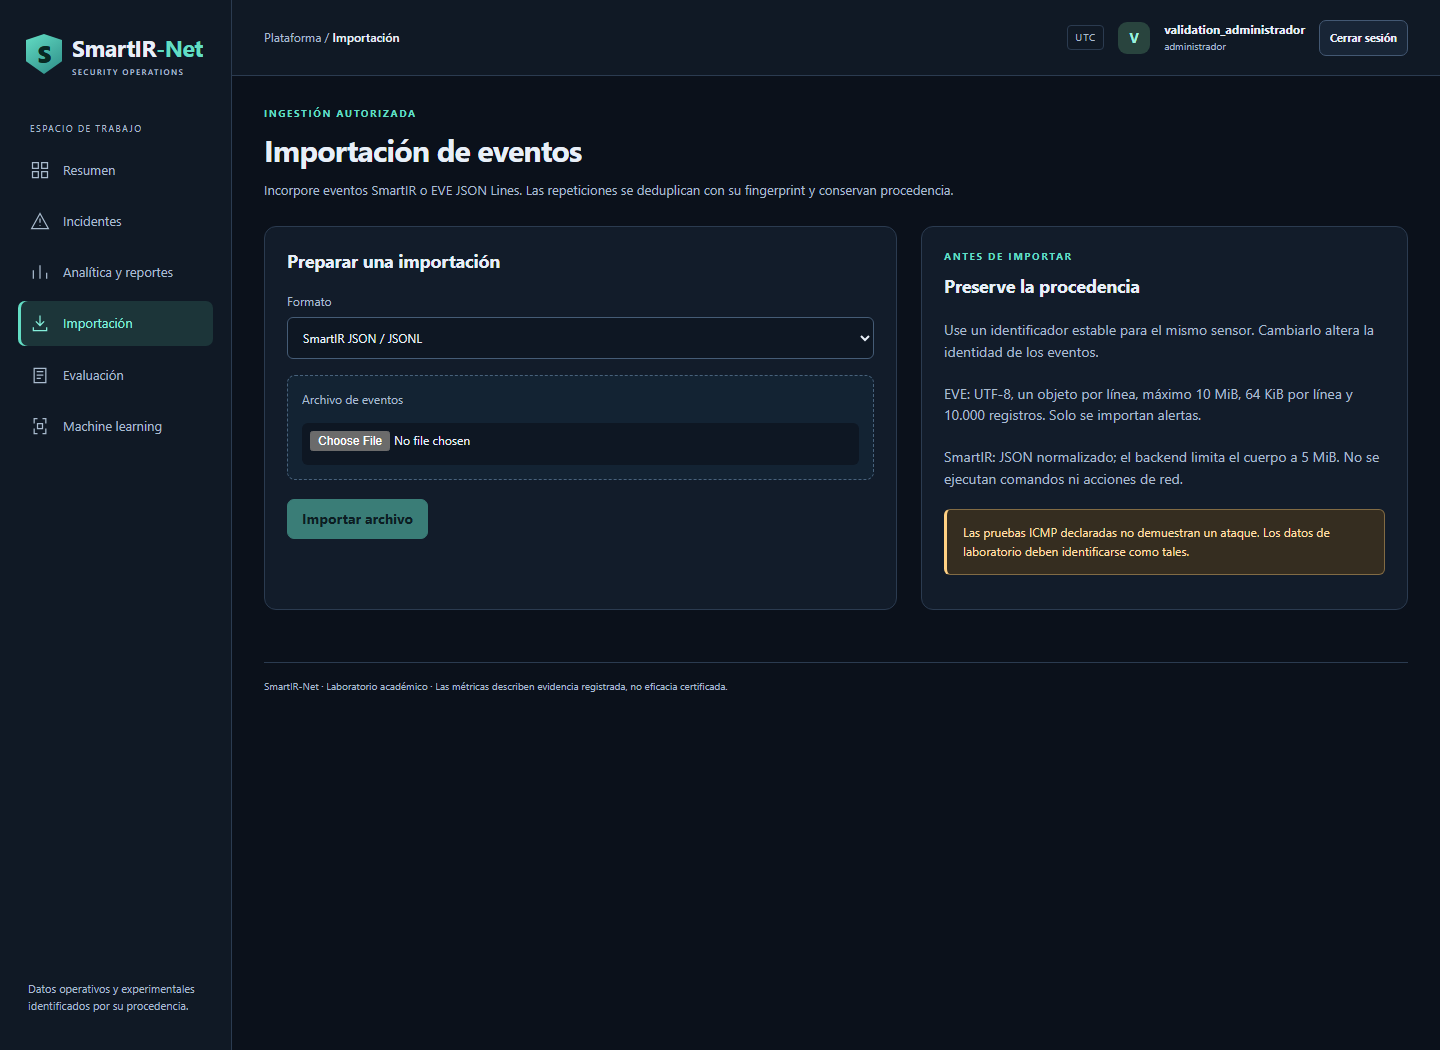 SmartIR-Net
SECURITY OPERATIONS
ESPACIO DE TRABAJO
Resumen
Incidentes
Analítica y reportes
Importación
Evaluación
Machine learning
Datos operativos y experimentales
identificados por su procedencia.
Plataforma / Importación
UTC
V
validation_administrador
administrador
Cerrar sesión
INGESTIÓN AUTORIZADA
Importación de eventos
Incorpore eventos SmartIR o EVE JSON Lines. Las repeticiones se deduplican con su fingerprint y conservan procedencia.
Preparar una importación
Formato
SmartIR JSON / JSONL
Archivo de eventos
Choose File No file chosen
Importar archivo
ANTES DE IMPORTAR
Preserve la procedencia
Use un identificador estable para el mismo sensor. Cambiarlo altera la
identidad de los eventos.
EVE: UTF-8, un objeto por línea, máximo 10 MiB, 64 KiB por línea y
10.000 registros. Solo se importan alertas.
SmartIR: JSON normalizado; el backend limita el cuerpo a 5 MiB. No se
ejecutan comandos ni acciones de red.
Las pruebas ICMP declaradas no demuestran un ataque. Los datos de
laboratorio deben identificarse como tales.
SmartIR-Net · Laboratorio académico · Las métricas describen evidencia registrada, no eficacia certificada.